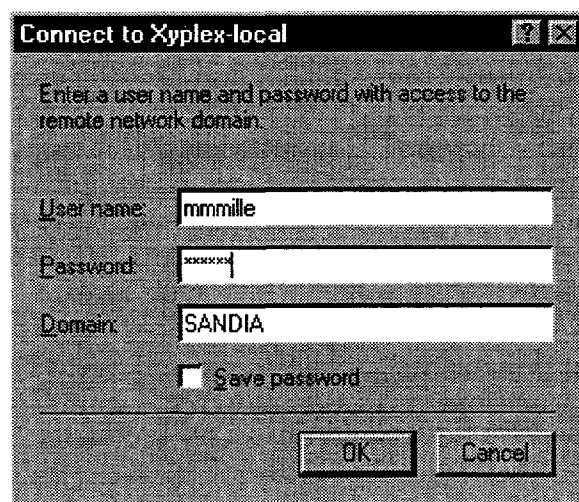 Connect to Xyplex-local
Enter a user name and password with access to the
remote network domain.
User name: mmmille
Password: ******
Domain: SANDIA
Save password
OK Cancel